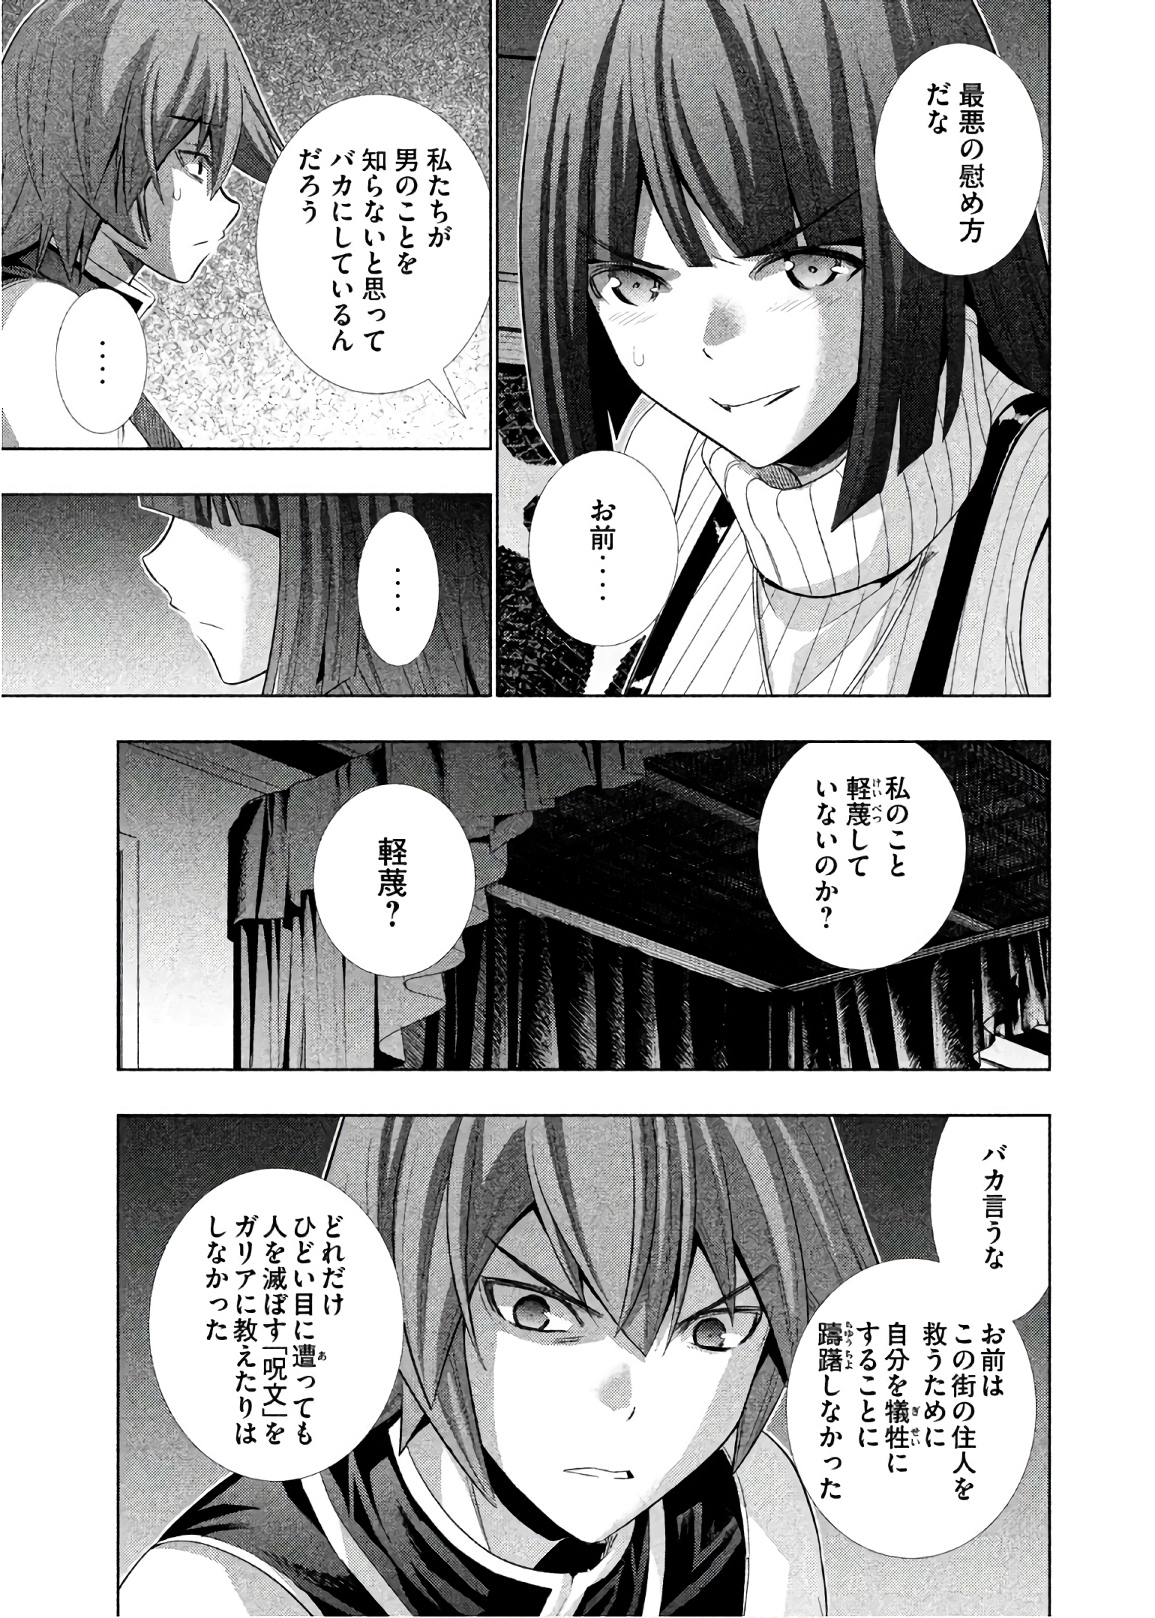 最悪の慰め方
だな
お前‥‥
私たちが
男のことを
知らないと思って
バカにしているん
だろう
‥‥
‥‥
私のこと
軽蔑して
いないのか？
軽蔑？
バカ言うな
お前は
この街の住人を
救うために
自分を犠牲に
することに
躊躇しなかった
どれだけ
ひどい目に遭っても
人を滅ぼす「呪文」を
ガリアに教えたりは
しなかった